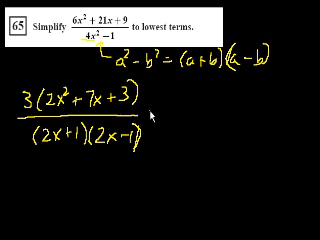 65 Simplify (6x² + 21x + 9)/(4x² − 1) to lowest terms.
a² − b² = (a+b)(a−b)
3(2x² + 7x + 3)
(2x+1)(2x−1)